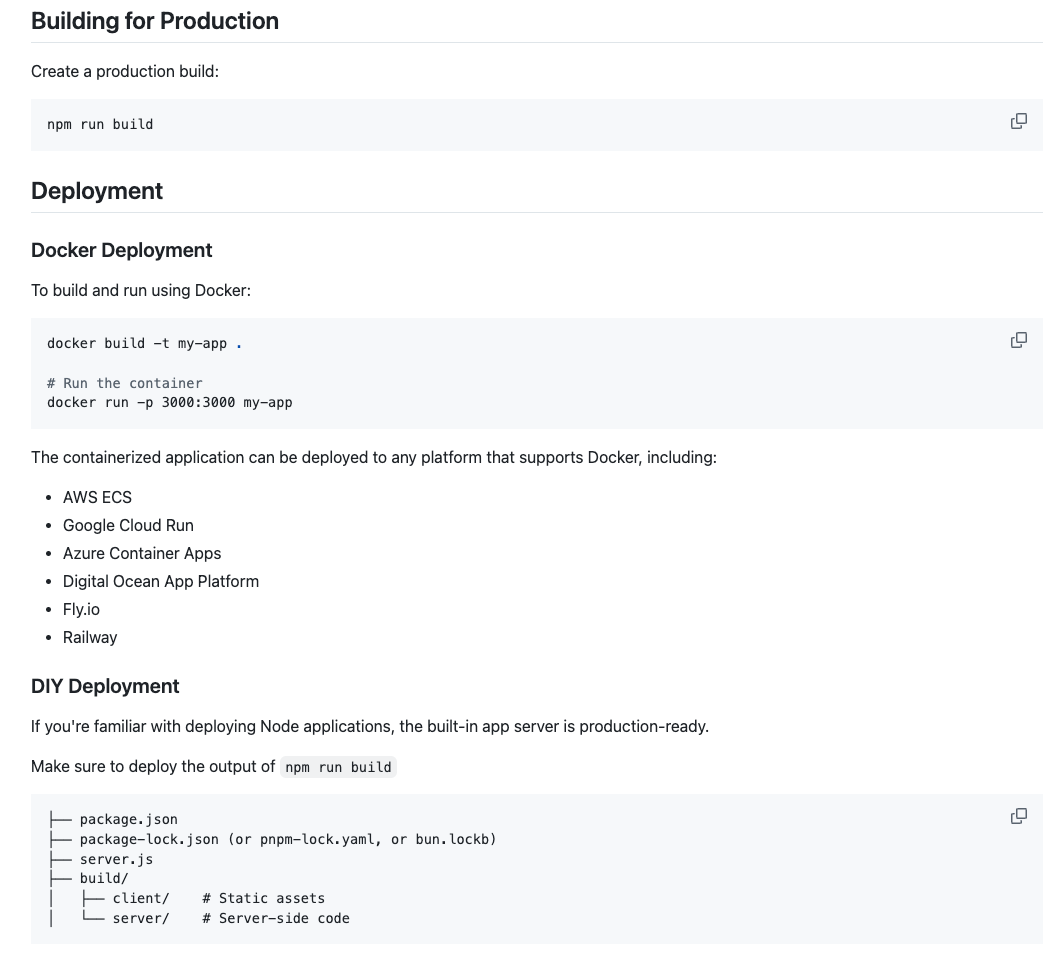 Building for Production
Create a production build:
npm run build
Deployment
Docker Deployment
To build and run using Docker:
docker build -t my-app .
# Run the container
docker run -p 3000:3000 my-app
The containerized application can be deployed to any platform that supports Docker, including:
• AWS ECS
• Google Cloud Run
• Azure Container Apps
• Digital Ocean App Platform
• Fly.io
• Railway
DIY Deployment
If you're familiar with deploying Node applications, the built-in app server is production-ready.
Make sure to deploy the output of npm run build
├── package.json
├── package-lock.json (or pnpm-lock.yaml, or bun.lockb)
├── server.js
├── build/
│   ├── client/    # Static assets
│   └── server/    # Server-side code